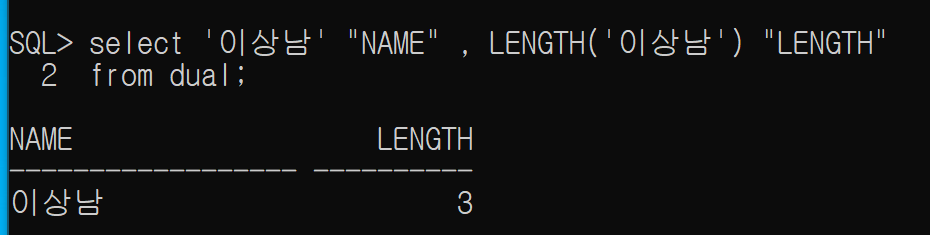 SQL> select '이상남' "NAME" , LENGTH('이상남') "LENGTH"
2 from dual;
NAME LENGTH
------------------ ----------
이상남 3